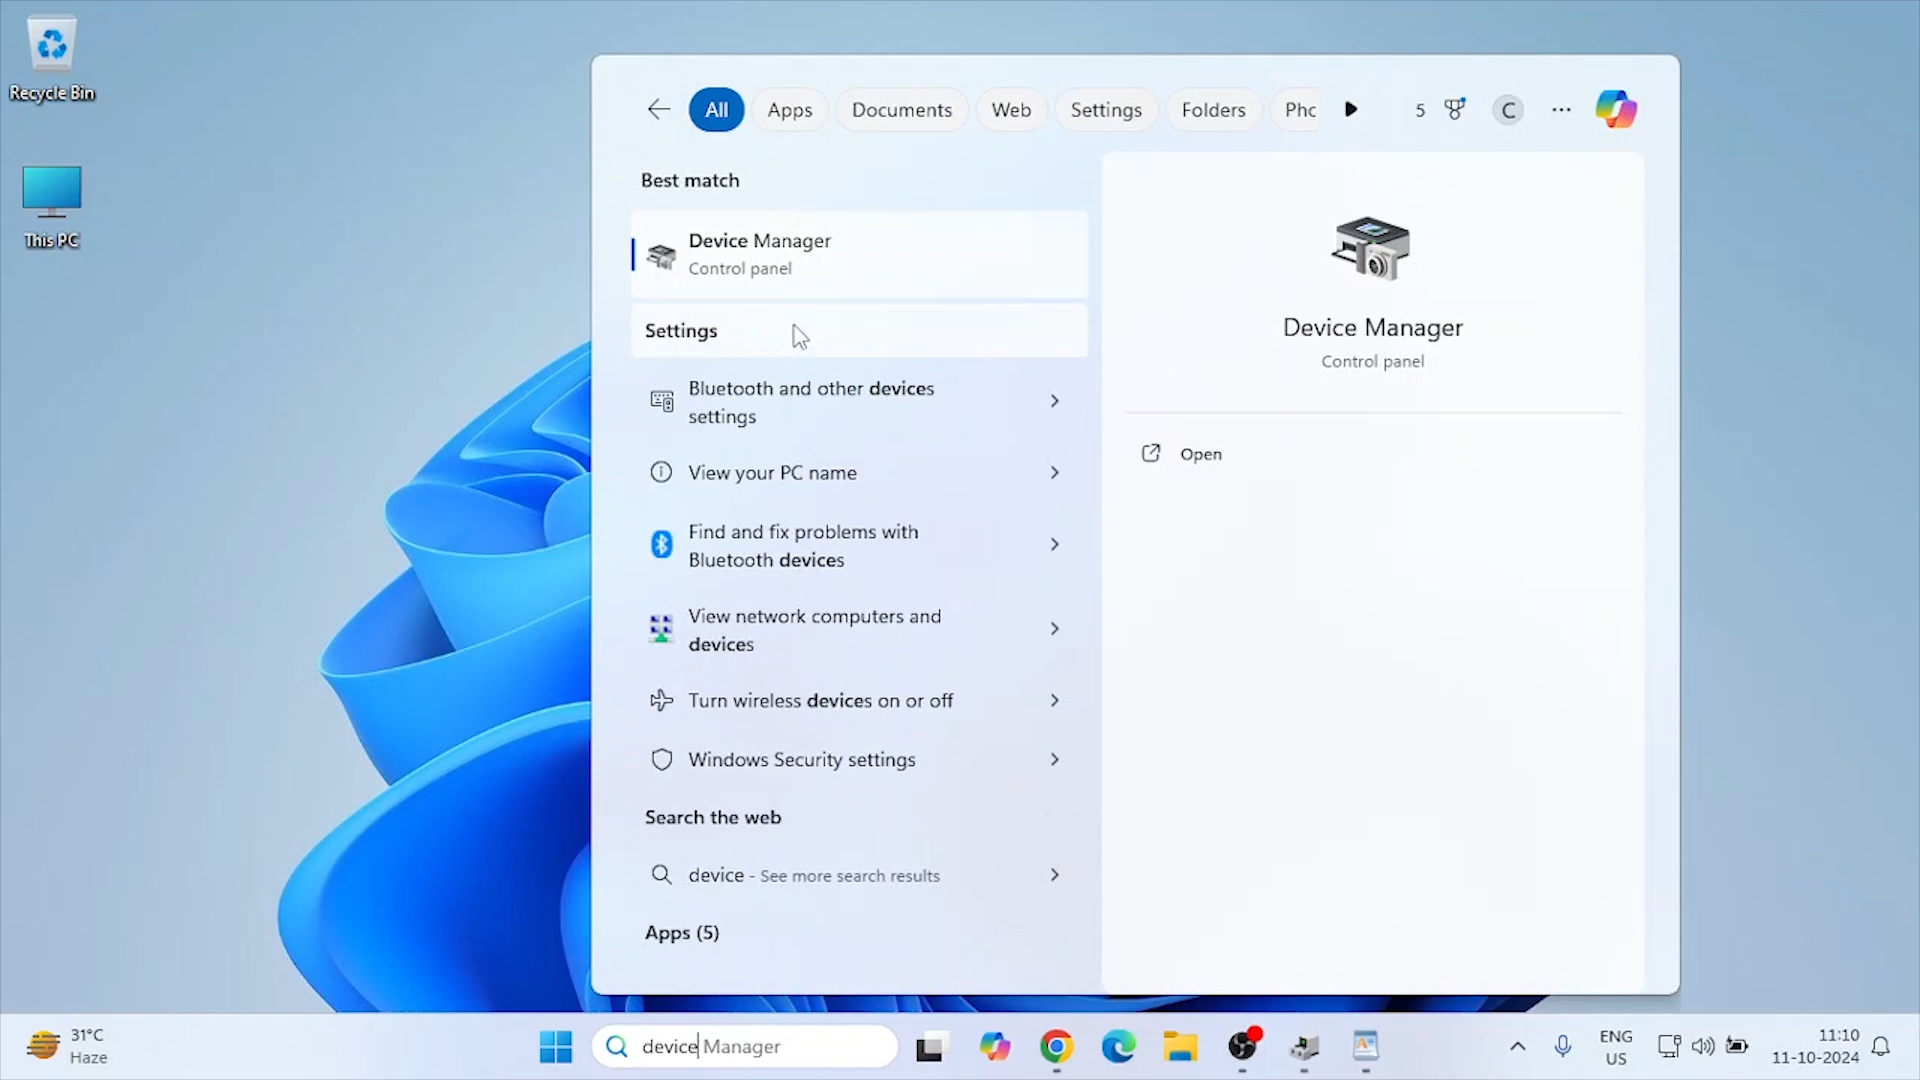 Recycle Bin
This PC
All
Apps
Documents
Web
Settings
Folders
Phc
5
C
Best match
Device Manager
Control panel
Settings
Bluetooth and other devices
settings
View your PC name
Find and fix problems with
Bluetooth devices
View network computers and
devices
Turn wireless devices on or off
Windows Security settings
Search the web
device - See more search results
Apps (5)
Device Manager
Control panel
Open
31°C
Haze
device Manager
ENG
US
11:10
11-10-2024